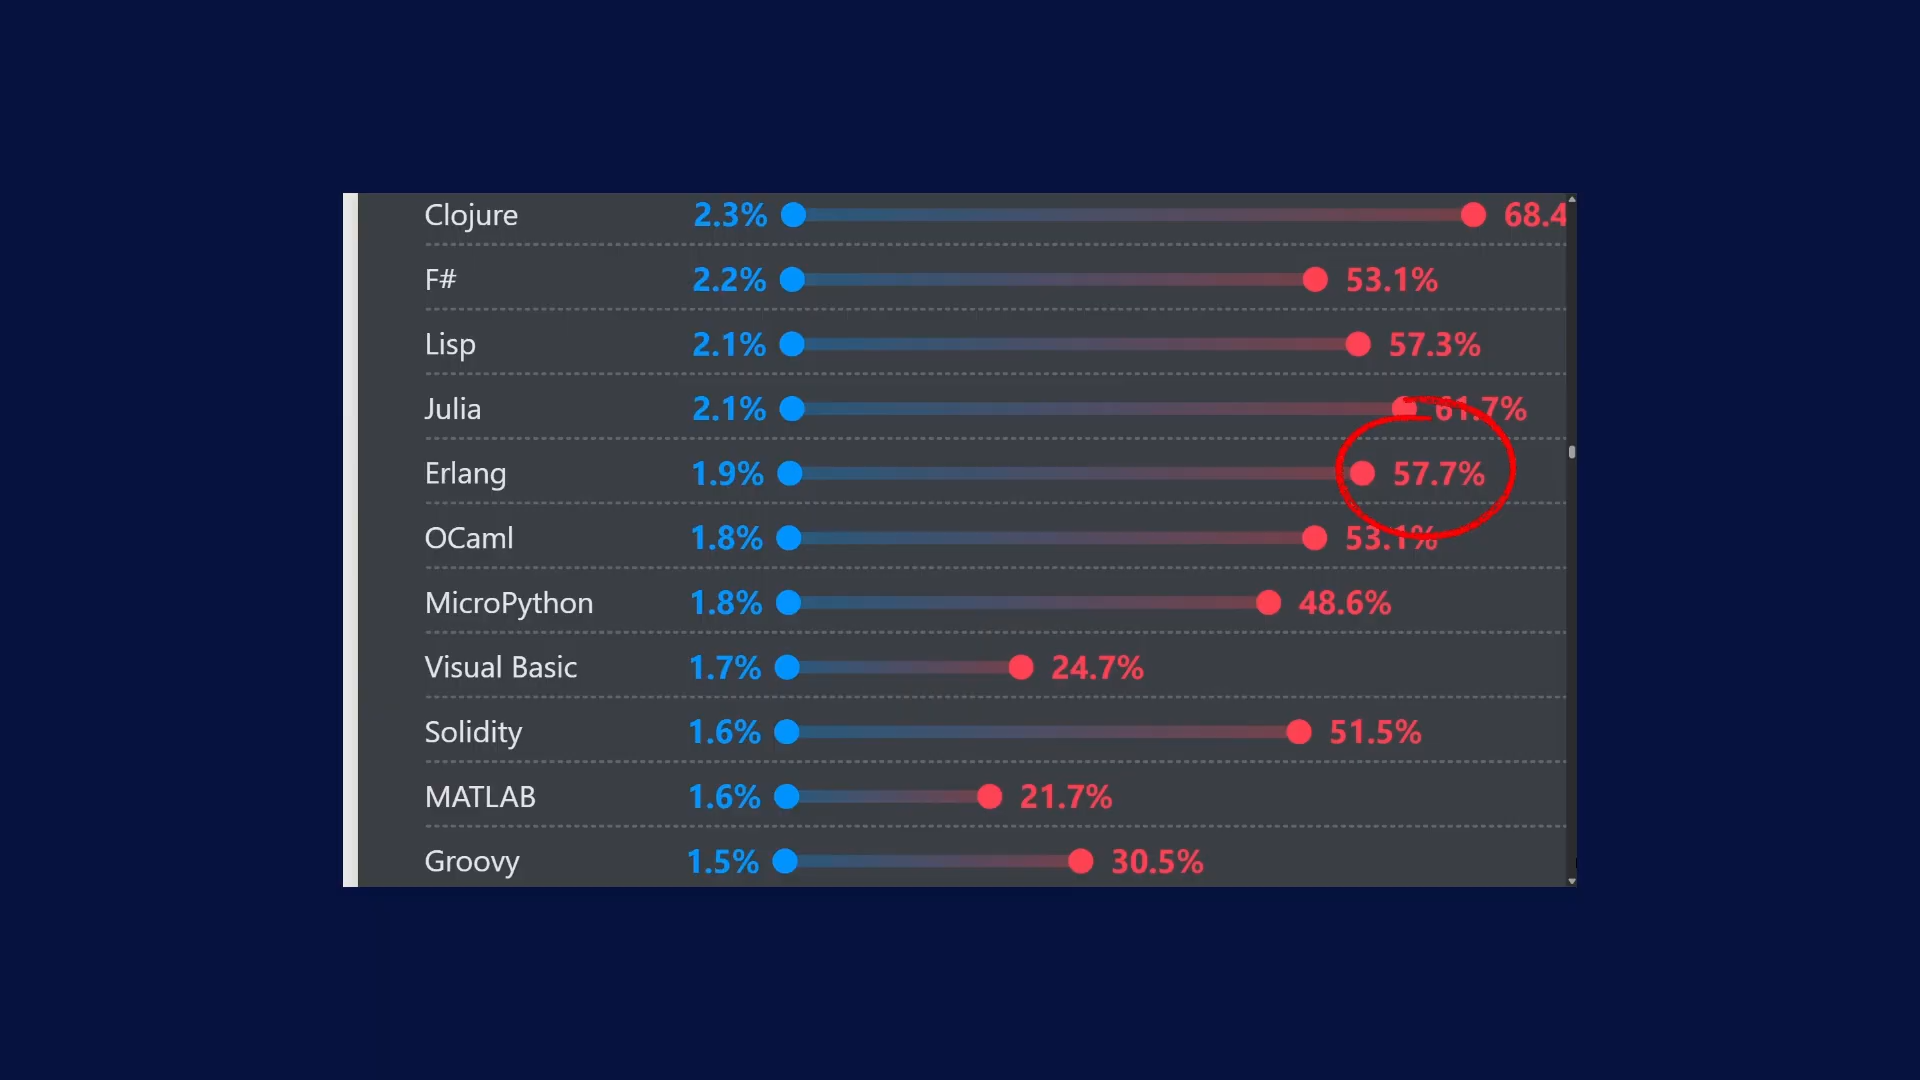 Clojure 2.3% 68.4
F# 2.2% 53.1%
Lisp 2.1% 57.3%
Julia 2.1% 61.7%
Erlang 1.9% 57.7%
OCaml 1.8% 53.1%
MicroPython 1.8% 48.6%
Visual Basic 1.7% 24.7%
Solidity 1.6% 51.5%
MATLAB 1.6% 21.7%
Groovy 1.5% 30.5%